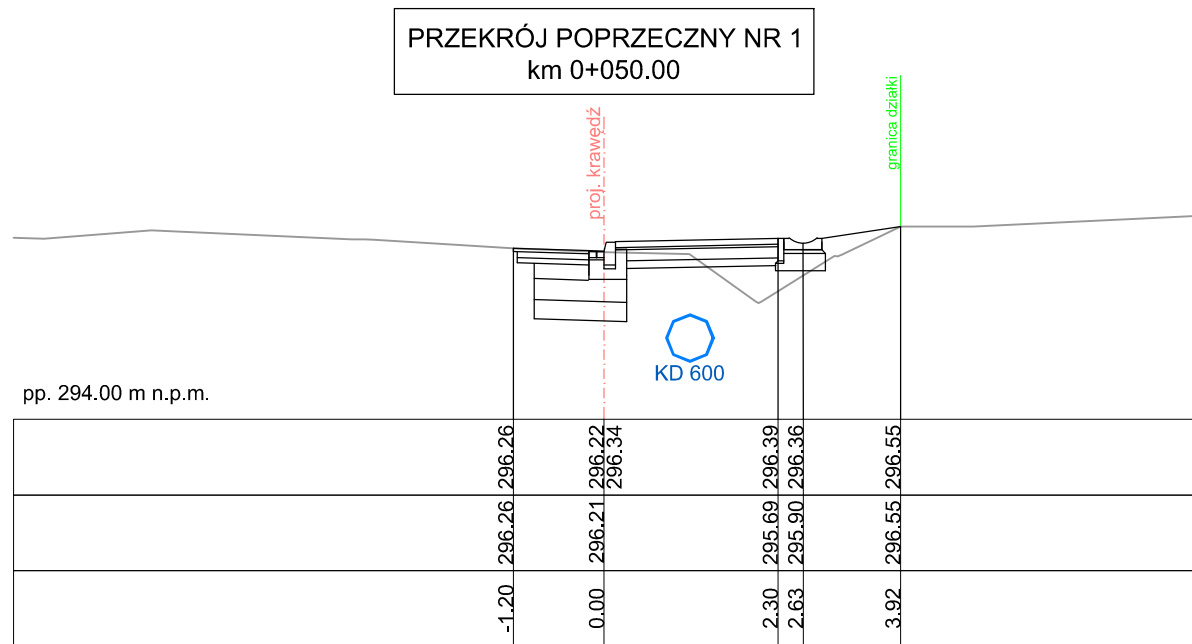 PRZEKRÓJ POPRZECZNY NR 1
km 0+050.00
proj. krawędź
granica działki
KD 600
pp. 294.00 m n.p.m.
296.26 296.22 296.34 296.39 296.36 296.55
296.26 296.21 295.69 295.90 296.55
-1.20 0.00 2.30 2.63 3.92